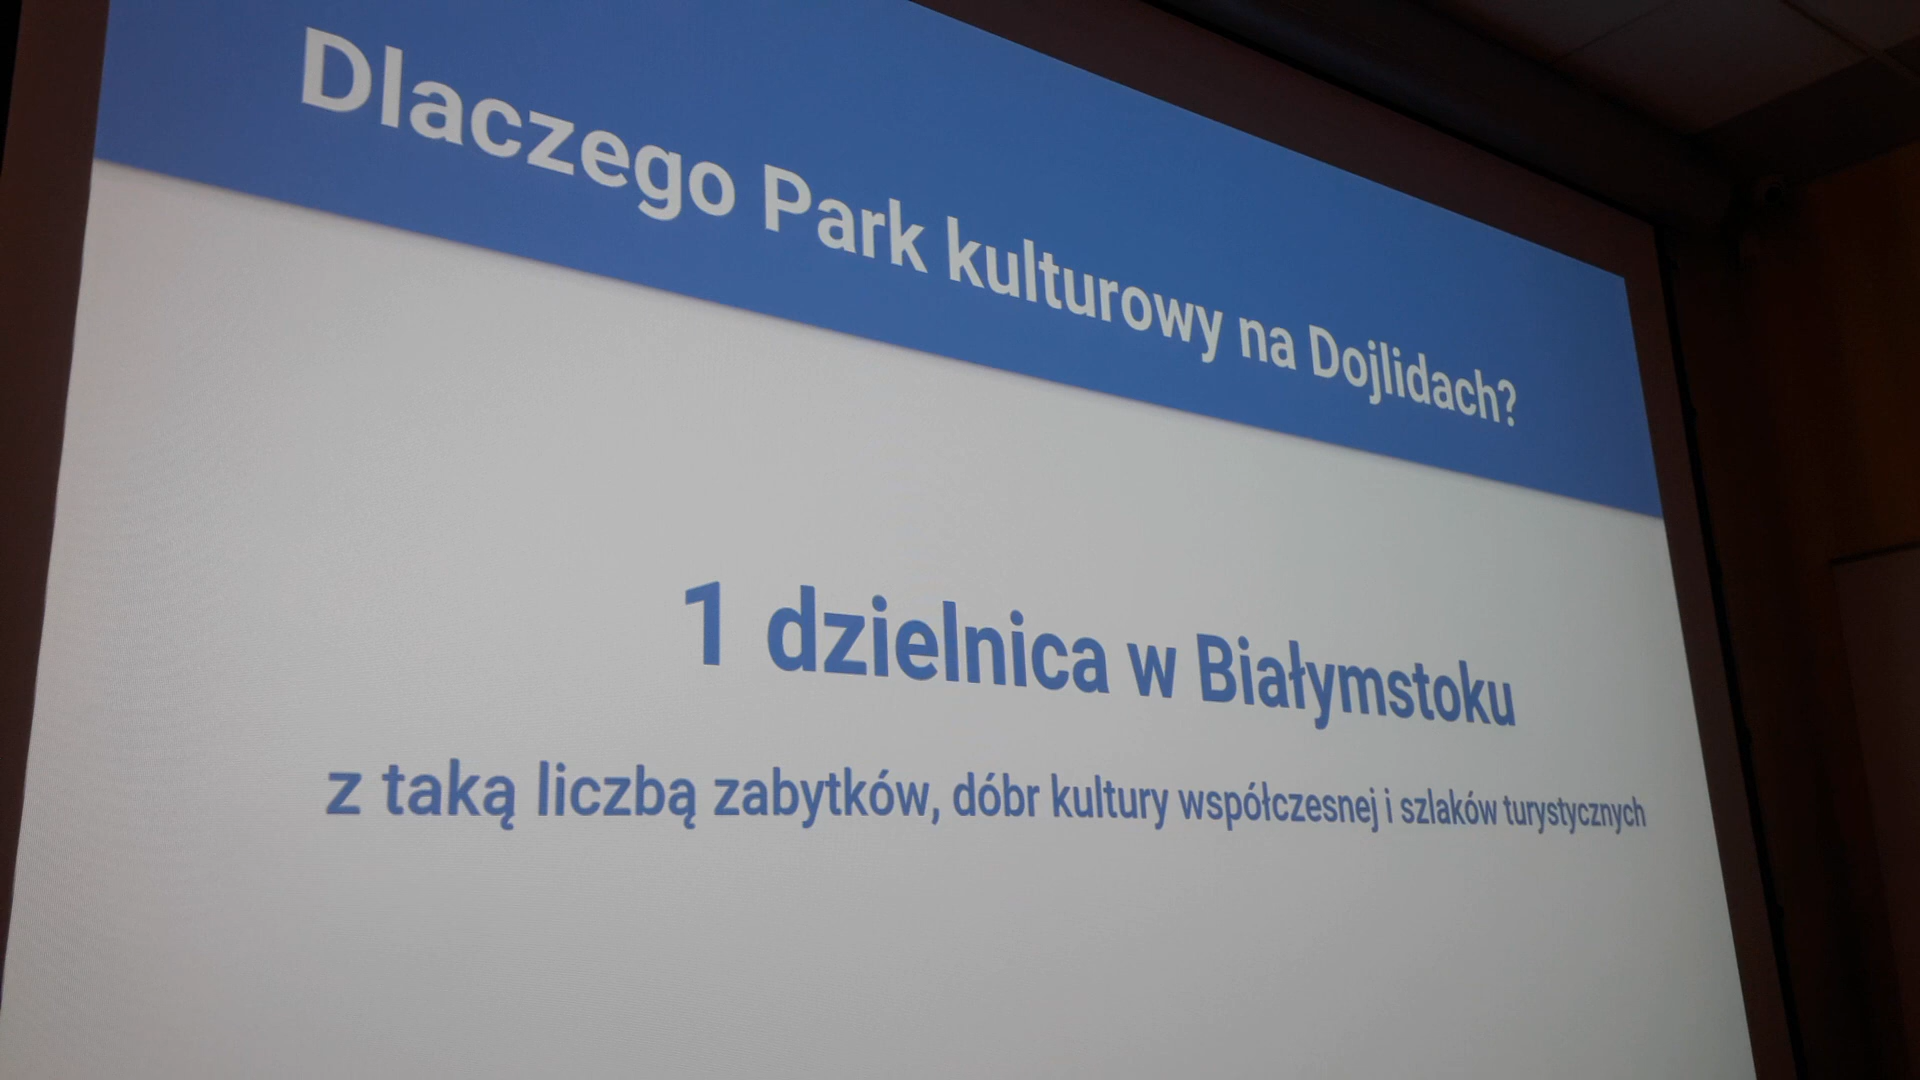 Dlaczego Park kulturowy na Dojlidach?
1 dzielnica w Białymstoku
z taką liczbą zabytków, dóbr kultury współczesnej i szlaków turystycznych